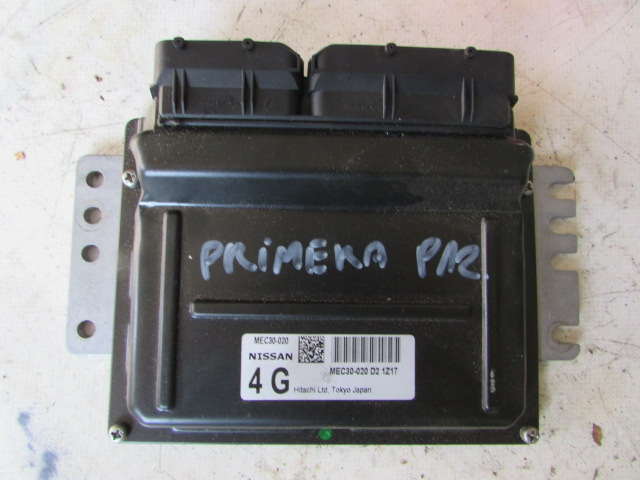 PRIMERA P12
MEC30-020
NISSAN
MEC30-020 D2 1Z17
4 G
Hitachi Ltd, Tokyo Japan